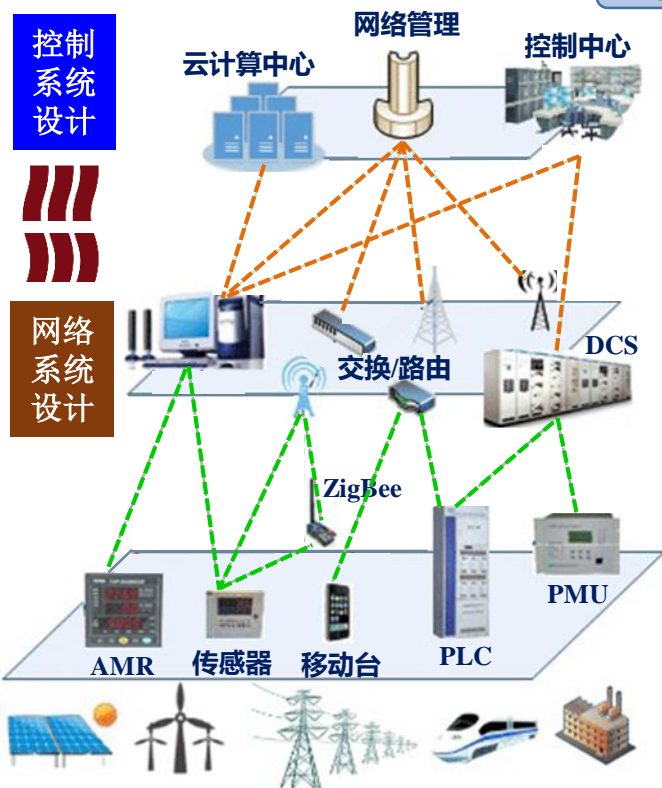 控制
系统
设计
网络管理
云计算中心
控制中心
网络
系统
设计
DCS
交换/路由
ZigBee
PMU
AMR
传感器
移动台
PLC